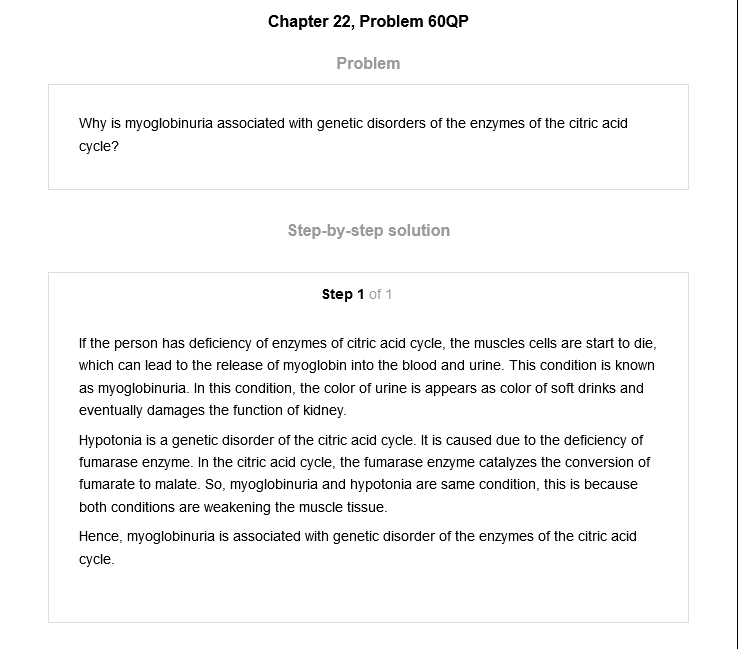 Chapter 22, Problem 60QP
Problem
Why is myoglobinuria associated with genetic disorders of the enzymes of the citric acid
cycle?
Step-by-step solution
Step 1 of 1
If the person has deficiency of enzymes of citric acid cycle, the muscles cells are start to die,
which can lead to the release of myoglobin into the blood and urine. This condition is known
as myoglobinuria. In this condition, the color of urine is appears as color of soft drinks and
eventually damages the function of kidney.
Hypotonia is a genetic disorder of the citric acid cycle. It is caused due to the deficiency of
fumarase enzyme. In the citric acid cycle, the fumarase enzyme catalyzes the conversion of
fumarate to malate. So, myoglobinuria and hypotonia are same condition, this is because
both conditions are weakening the muscle tissue.
Hence, myoglobinuria is associated with genetic disorder of the enzymes of the citric acid
cycle.